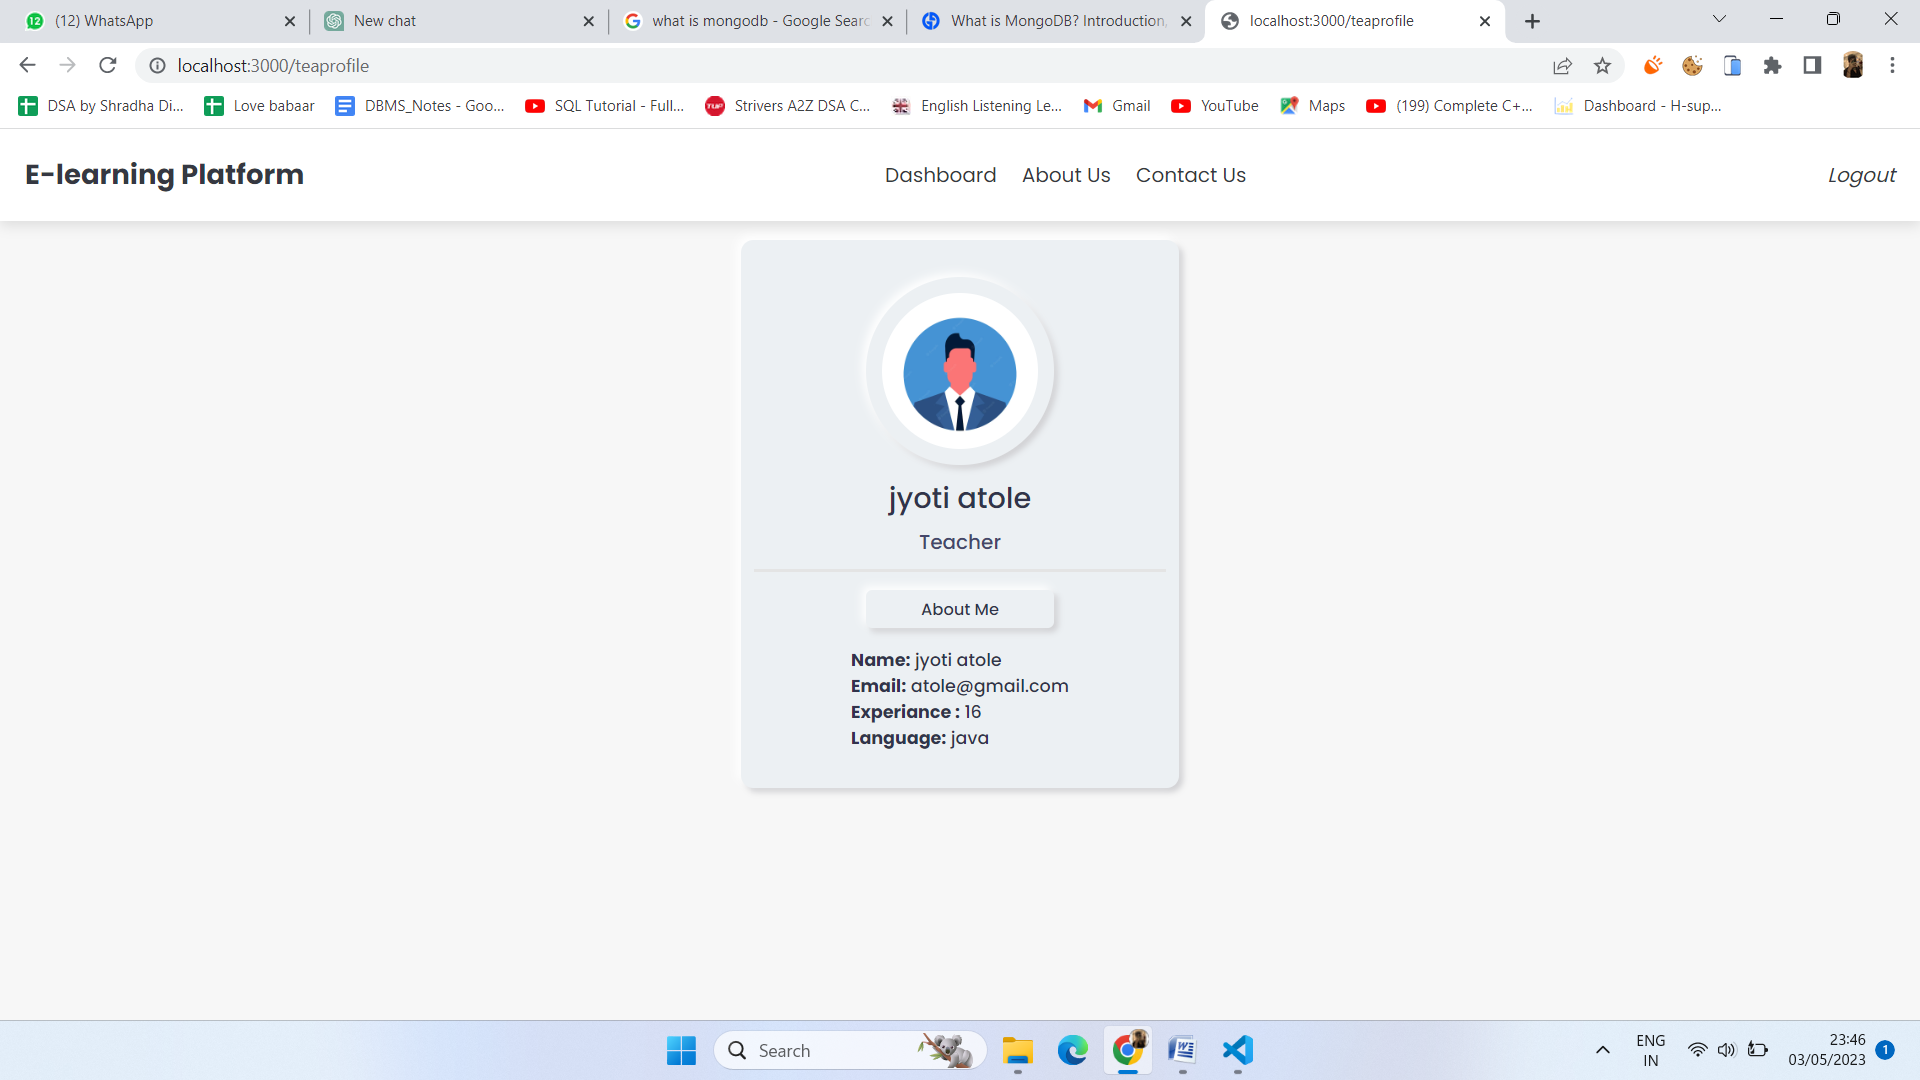 (12) WhatsApp
New chat
what is mongodb - Google Searc
What is MongoDB? Introduction,
localhost:3000/teaprofile
localhost:3000/teaprofile
DSA by Shradha Di...
Love babaar
DBMS_Notes - Goo...
SQL Tutorial - Full...
Strivers A2Z DSA C...
English Listening Le...
Gmail
YouTube
Maps
(199) Complete C+...
Dashboard - H-sup...
E-learning Platform
Dashboard
About Us
Contact Us
Logout
jyoti atole
Teacher
About Me
Name: jyoti atole
Email: atole@gmail.com
Experiance : 16
Language: java
Search
ENG
IN
23:46
03/05/2023
1